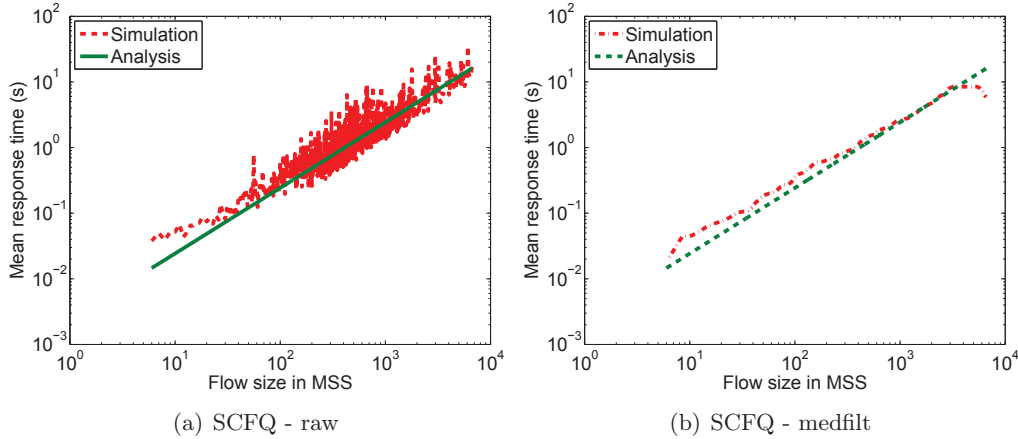 Simulation
Analysis
Mean response time (s)
10^2
10^1
10^0
10^-1
10^-2
10^-3
10^0
10^1
10^2
10^3
10^4
Flow size in MSS
(a) SCFQ - raw
Simulation
Analysis
Mean response time (s)
10^2
10^1
10^0
10^-1
10^-2
10^-3
10^0
10^1
10^2
10^3
10^4
Flow size in MSS
(b) SCFQ - medfilt